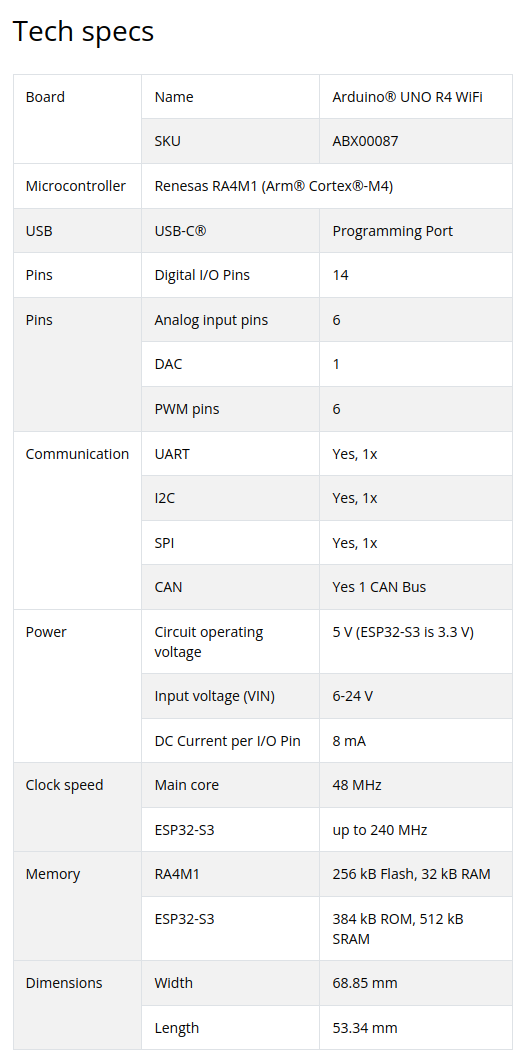 Tech specs
Board Name Arduino® UNO R4 WiFi
SKU ABX00087
Microcontroller Renesas RA4M1 (Arm® Cortex®-M4)
USB USB-C® Programming Port
Pins Digital I/O Pins 14
Pins Analog input pins 6
DAC 1
PWM pins 6
Communication UART Yes, 1x
I2C Yes, 1x
SPI Yes, 1x
CAN Yes 1 CAN Bus
Power Circuit operating voltage 5 V (ESP32-S3 is 3.3 V)
Input voltage (VIN) 6-24 V
DC Current per I/O Pin 8 mA
Clock speed Main core 48 MHz
ESP32-S3 up to 240 MHz
Memory RA4M1 256 kB Flash, 32 kB RAM
ESP32-S3 384 kB ROM, 512 kB SRAM
Dimensions Width 68.85 mm
Length 53.34 mm